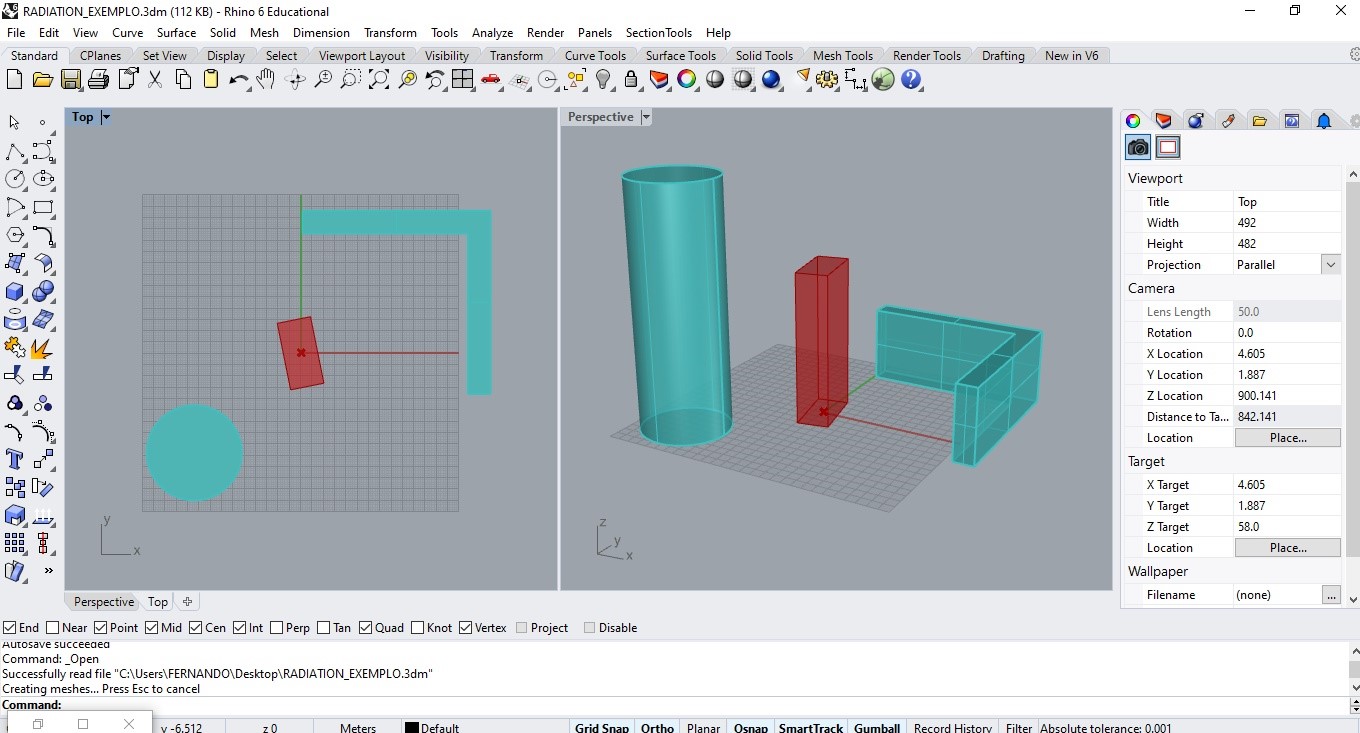 RADIATION_EXEMPLO.3dm (112 KB) - Rhino 6 Educational
File Edit View Curve Surface Solid Mesh Dimension Transform Tools Analyze Render Panels SectionTools Help
Standard CPlanes Set View Display Select Viewport Layout Visibility Transform Curve Tools Surface Tools Solid Tools Mesh Tools Render Tools Drafting New in V6
Top
Perspective
Viewport
Title Top
Width 492
Height 482
Projection Parallel
Camera
Lens Length 50.0
Rotation 0.0
X Location 4.605
Y Location 1.887
Z Location 900.141
Distance to Ta... 842.141
Location Place...
Target
X Target 4.605
Y Target 1.887
Z Target 58.0
Location Place...
Wallpaper
Filename (none) ...
y
x
z
y
x
Perspective Top
End Near Point Mid Cen Int Perp Tan Quad Knot Vertex Project Disable
Autosave succeeded
Command: _Open
Successfully read file "C:\Users\FERNANDO\Desktop\RADIATION_EXEMPLO.3dm"
Creating meshes... Press Esc to cancel
Command:
y -6.512 z 0 Meters Default Grid Snap Ortho Planar Osnap SmartTrack Gumball Record History Filter Absolute tolerance: 0.001